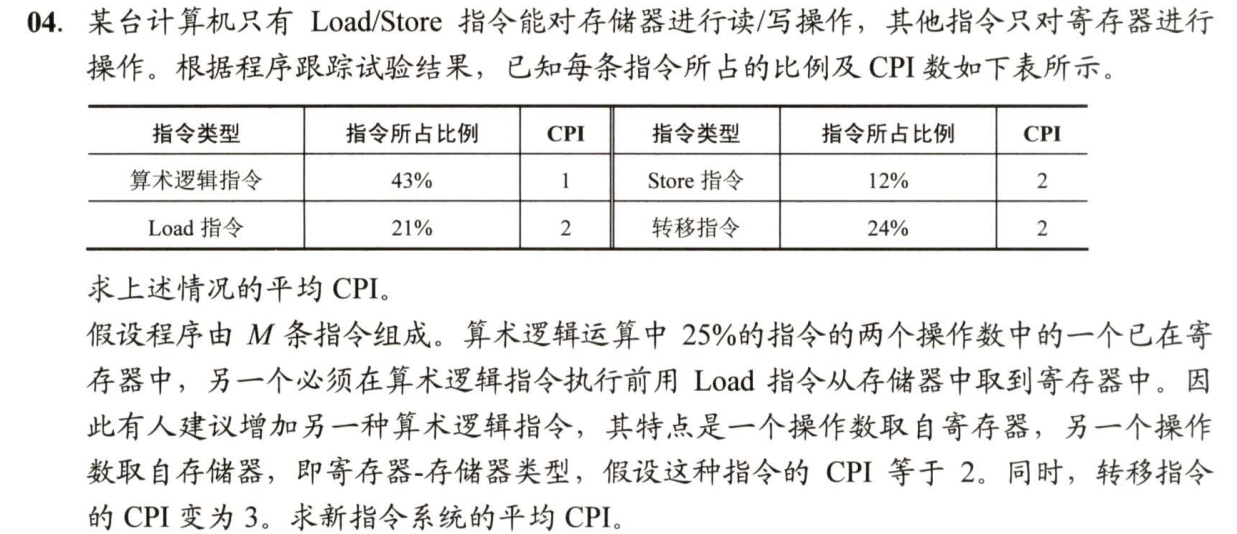 04. 某台计算机只有 Load/Store 指令能对存储器进行读/写操作，其他指令只对寄存器进行
操作。根据程序跟踪试验结果，已知每条指令所占的比例及 CPI 数如下表所示。
指令类型 指令所占比例 CPI 指令类型 指令所占比例 CPI
算术逻辑指令 43% 1 Store 指令 12% 2
Load 指令 21% 2 转移指令 24% 2
求上述情况的平均 CPI。
假设程序由 M 条指令组成。算术逻辑运算中 25%的指令的两个操作数中的一个已在寄
存器中，另一个必须在算术逻辑指令执行前用 Load 指令从存储器中取到寄存器中。因
此有人建议增加另一种算术逻辑指令，其特点是一个操作数取自寄存器，另一个操作
数取自存储器，即寄存器-存储器类型，假设这种指令的 CPI 等于 2。同时，转移指令
的 CPI 变为 3。求新指令系统的平均 CPI。